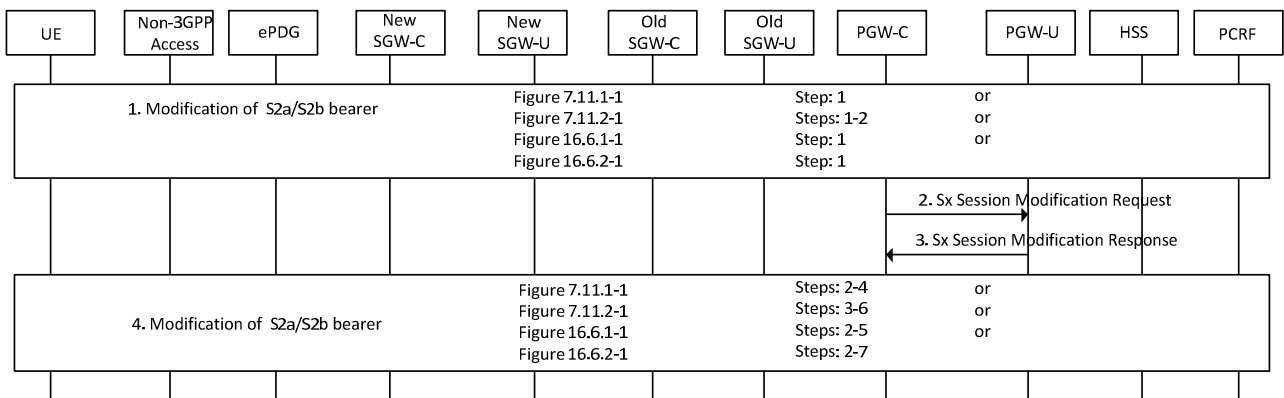 UE
Non-3GPP
Access
ePDG
New
SGW-C
New
SGW-U
Old
SGW-C
Old
SGW-U
PGW-C
PGW-U
HSS
PCRF
1. Modification of S2a/S2b bearer
Figure 7.11.1-1 Step: 1 or
Figure 7.11.2-1 Steps: 1-2 or
Figure 16.6.1-1 Step: 1 or
Figure 16.6.2-1 Step: 1
2. Sx Session Modification Request
3. Sx Session Modification Response
4. Modification of S2a/S2b bearer
Figure 7.11.1-1 Steps: 2-4 or
Figure 7.11.2-1 Steps: 3-6 or
Figure 16.6.1-1 Steps: 2-5 or
Figure 16.6.2-1 Steps: 2-7